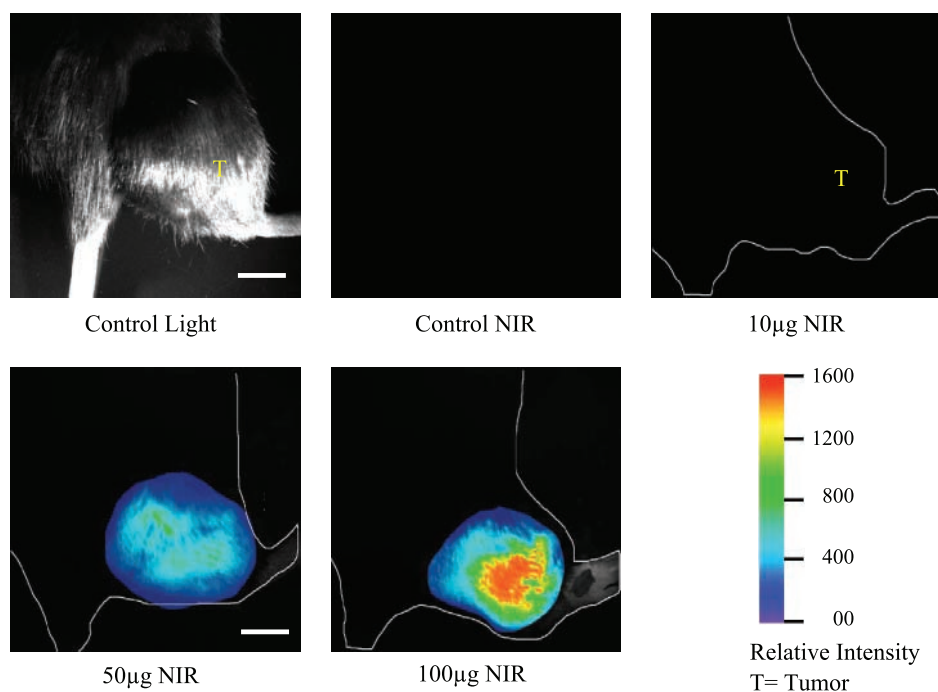 T
Control Light
Control NIR
T
10µg NIR
50µg NIR
100µg NIR
1600
1200
800
400
00
Relative Intensity
T= Tumor